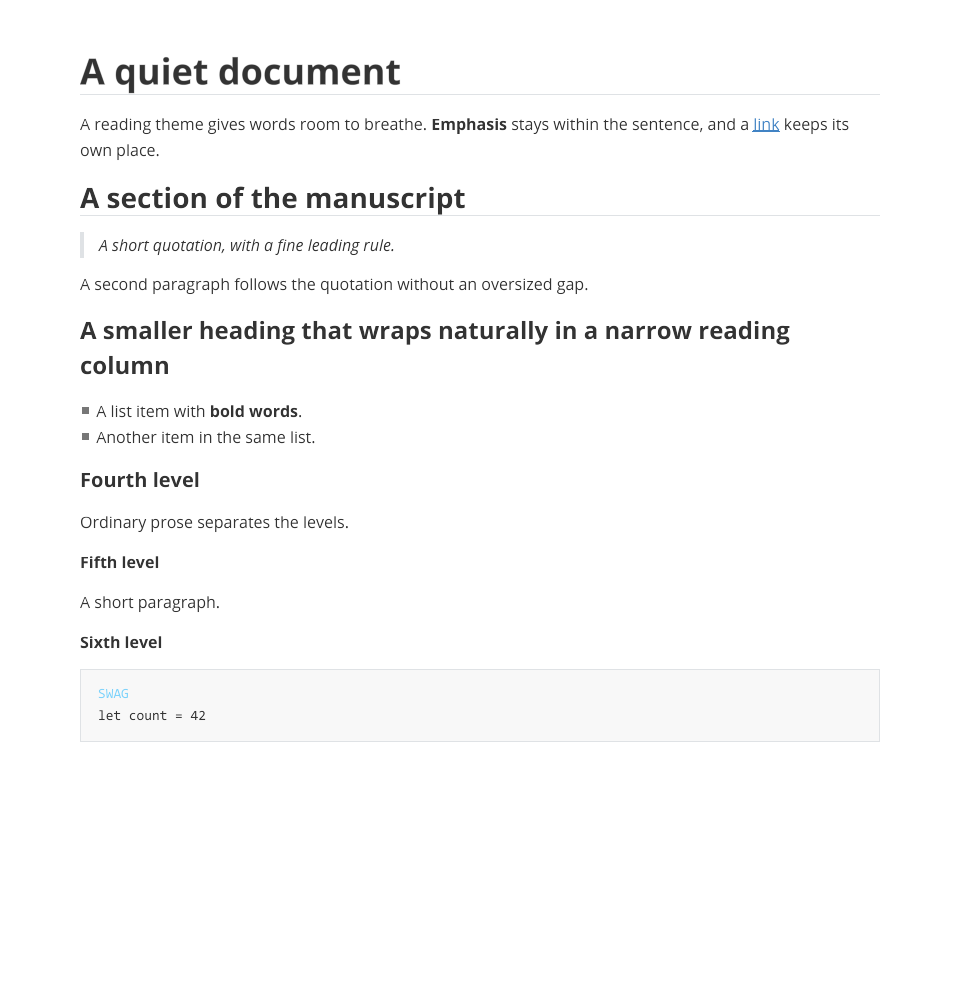 A quiet document
A reading theme gives words room to breathe. Emphasis stays within the sentence, and a link keeps its
own place.
A section of the manuscript
A short quotation, with a fine leading rule.
A second paragraph follows the quotation without an oversized gap.
A smaller heading that wraps naturally in a narrow reading
column
A list item with bold words.
Another item in the same list.
Fourth level
Ordinary prose separates the levels.
Fifth level
A short paragraph.
Sixth level
SWAG
let count = 42